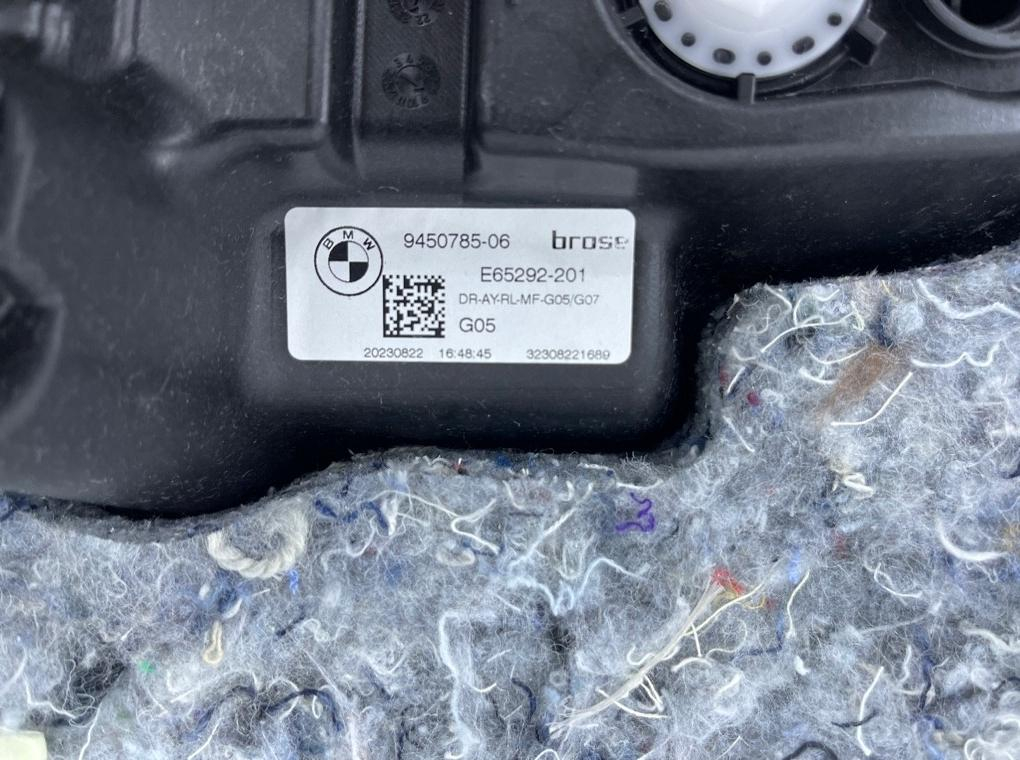 BMW
9450785-06 brose
E65292-201
DR-AY-RL-MF-G05/G07
G05
20230822 16:48:45 32308221689